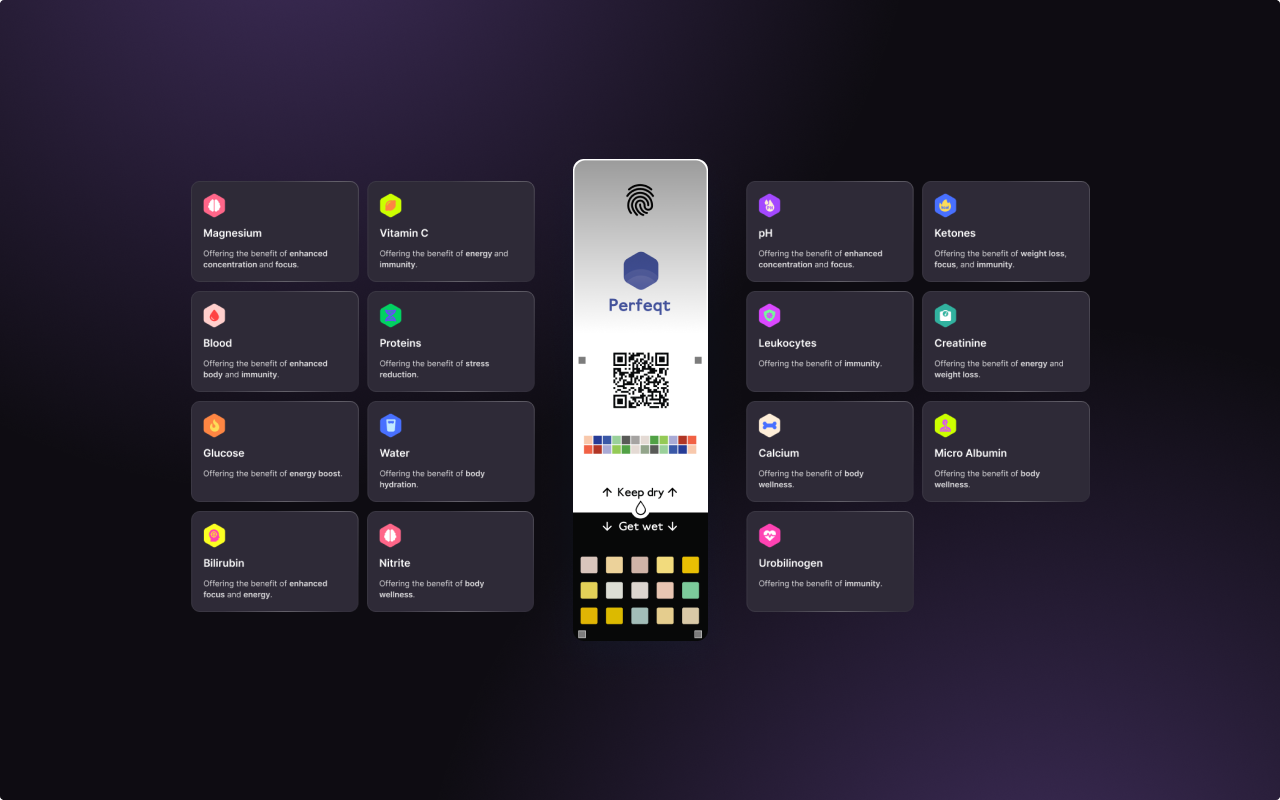 Magnesium
Offering the benefit of enhanced
concentration and focus.
Vitamin C
Offering the benefit of energy and
immunity.
Blood
Offering the benefit of enhanced
body and immunity.
Proteins
Offering the benefit of stress
reduction.
Glucose
Offering the benefit of energy boost.
Water
Offering the benefit of body
hydration.
Bilirubin
Offering the benefit of enhanced
focus and energy.
Nitrite
Offering the benefit of body
wellness.
Perfeqt
↑ Keep dry ↑
↓ Get wet ↓
pH
Offering the benefit of enhanced
concentration and focus.
Ketones
Offering the benefit of weight loss,
focus, and immunity.
Leukocytes
Offering the benefit of immunity.
Creatinine
Offering the benefit of energy and
weight loss.
Calcium
Offering the benefit of body
wellness.
Micro Albumin
Offering the benefit of body
wellness.
Urobilinogen
Offering the benefit of immunity.